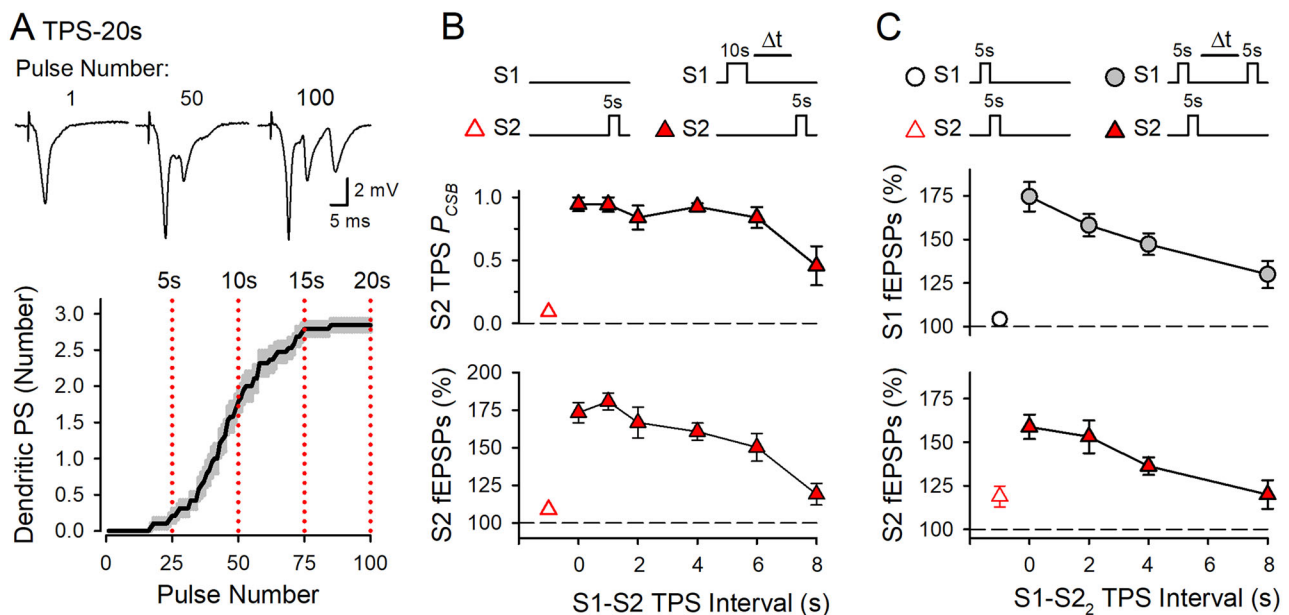 A TPS-20s
Pulse Number:
1 50 100
2 mV
5 ms
5s 10s 15s 20s
Dendritic PS (Number)
3.0
2.5
2.0
1.5
1.0
0.5
0.0
0 25 50 75 100
Pulse Number
B
10s Δt
S1 S1
5s 5s
S2 S2
S2 TPS PCSB
1.0
0.5
0.0
S2 fEPSPs (%)
200
175
150
125
100
0 2 4 6 8
S1-S2 TPS Interval (s)
C
5s 5s Δt 5s
S1 S1
5s 5s
S2 S2
S1 fEPSPs (%)
175
150
125
100
S2 fEPSPs (%)
175
150
125
100
0 2 4 6 8
S1-S2₂ TPS Interval (s)